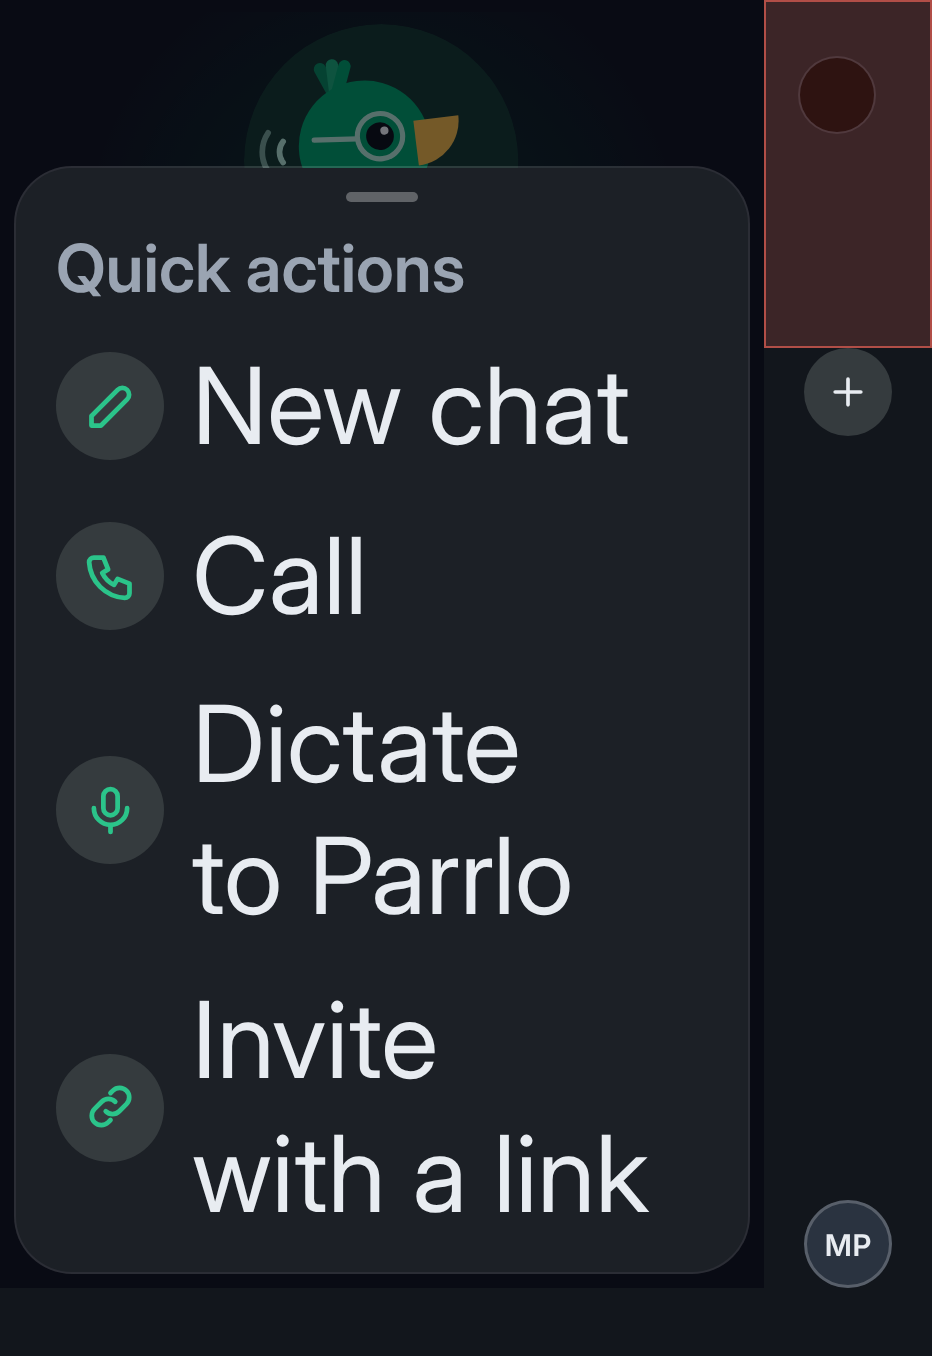 Quick actions
New chat
Call
Dictate
to Parrlo
Invite
with a link
MP